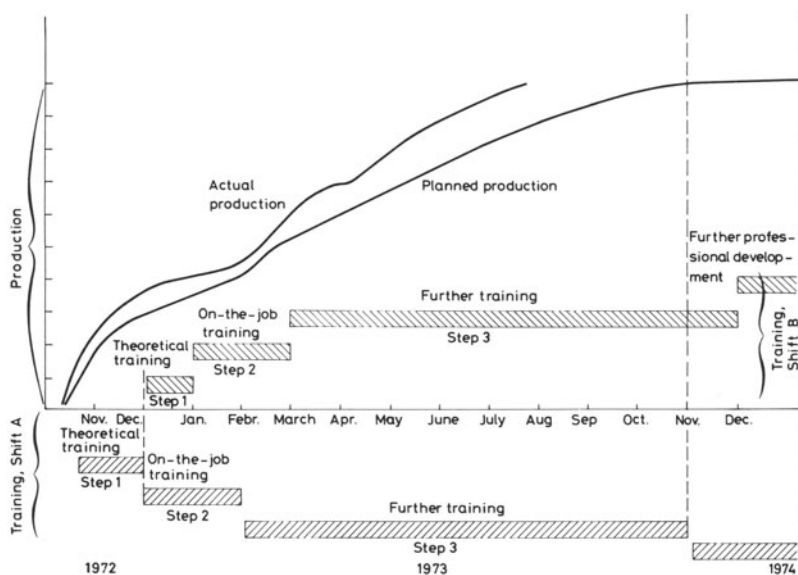 Production
Actual
production
Planned production
Further profes-
sional develop-
ment
Further training
Step 3
On-the-job
training
Step 2
Theoretical
training
Step 1
Training,
Shift B
Nov. Dec. Jan. Febr. March Apr. May June July Aug Sep Oct. Nov. Dec.
Training, Shift A
Theoretical
training
Step 1
On-the-job
training
Step 2
Further training
Step 3
1972 1973 1974